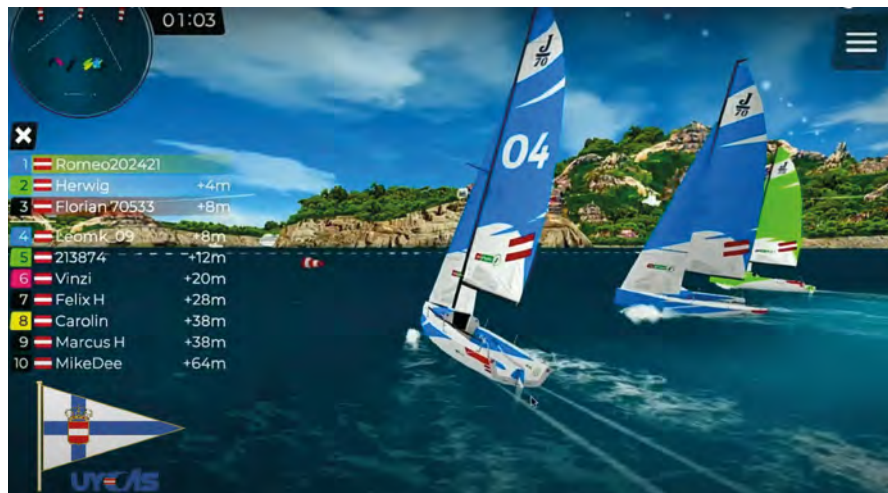 01:03
1 Romeo202421
2 Herwig +4m
3 Florian 70533 +8m
4 Leomk_09 +8m
5 213874 +12m
6 Vinzi +20m
7 Felix H +28m
8 Carolin +38m
9 Marcus H +38m
10 MikeDee +64m
J
70
04
J
70
J
70
UYCAS